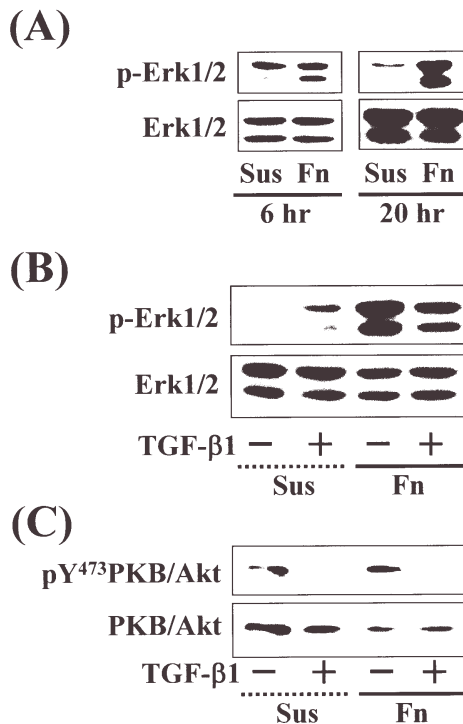 (A)
p-Erk1/2
Erk1/2
Sus Fn Sus Fn
6 hr 20 hr
(B)
p-Erk1/2
Erk1/2
TGF-β1 − + − +
Sus Fn
(C)
pY⁴⁷³PKB/Akt
PKB/Akt
TGF-β1 − + − +
Sus Fn